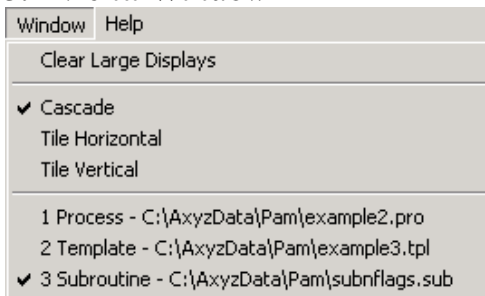 Window Help
Clear Large Displays
Cascade
Tile Horizontal
Tile Vertical
1 Process - C:\AxyzData\Pam\example2.pro
2 Template - C:\AxyzData\Pam\example3.tpl
3 Subroutine - C:\AxyzData\Pam\subnflags.sub